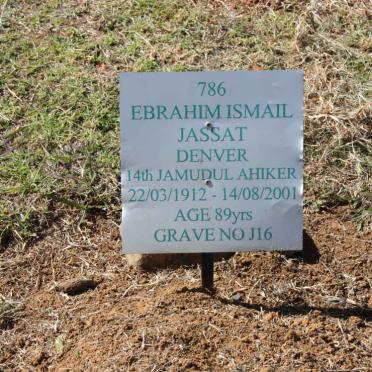 786
EBRAHIM ISMAIL
JASSAT
DENVER
14th JAMUDUL AHIKER
22/03/1912 - 14/08/2001
AGE 89yrs
GRAVE NO J16